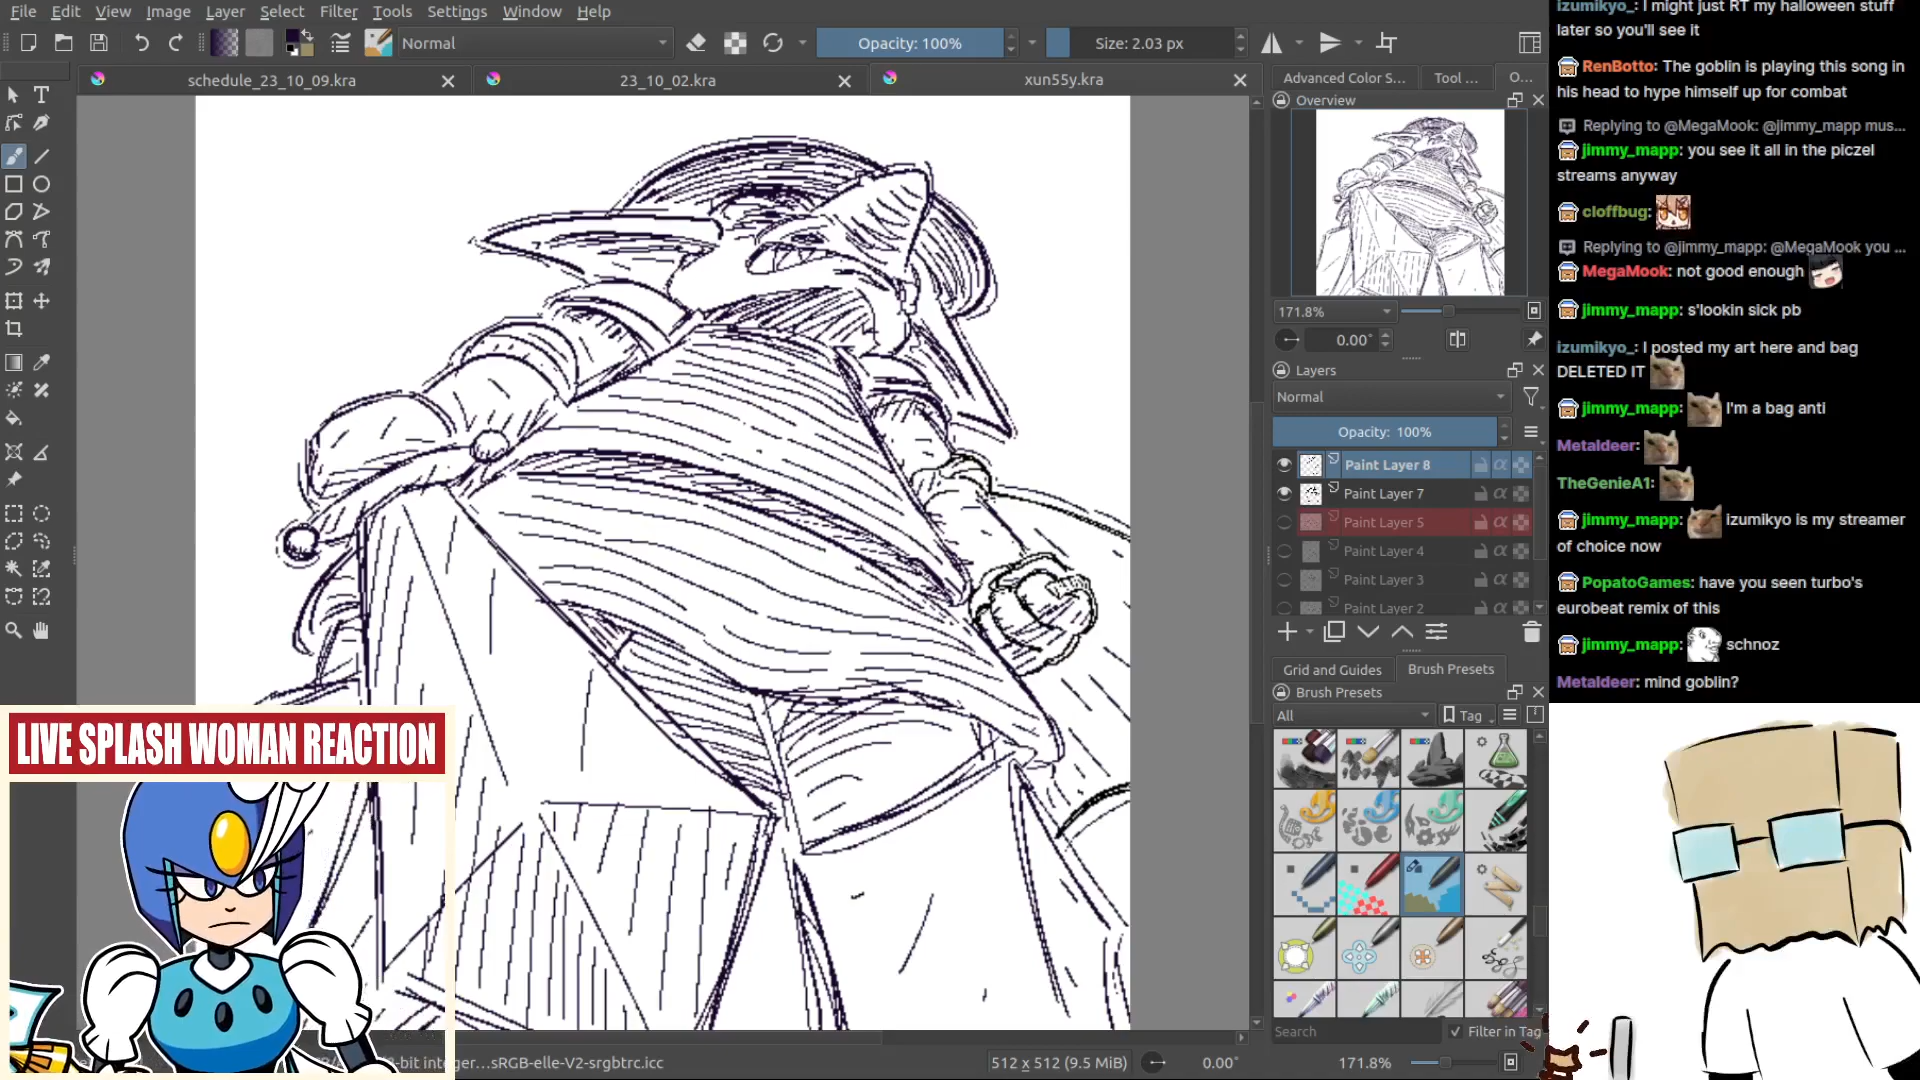 File Edit View Image Layer Select Filter Tools Settings Window Help
Normal
Opacity: 100%
Size: 2.03 px
schedule_23_10_09.kra
23_10_02.kra
xun55y.kra
Advanced Color S...
Tool ...
O...
Overview
171.8%
0.00°
Layers
Normal
Opacity: 100%
Paint Layer 8
Paint Layer 7
Paint Layer 5
Paint Layer 4
Paint Layer 3
Paint Layer 2
Grid and Guides
Brush Presets
Brush Presets
All
Tag
Search
Filter in Tag
-bit integer...sRGB-elle-V2-srgbtrc.icc
512 x 512 (9.5 MiB)
0.00°
171.8%
LIVE SPLASH WOMAN REACTION
izumikyo_: I might just RT my halloween stuff
later so you'll see it
RenBotto: The goblin is playing this song in
his head to hype himself up for combat
Replying to @MegaMook: @jimmy_mapp mus...
jimmy_mapp: you see it all in the piczel
streams anyway
cloffbug:
Replying to @jimmy_mapp: @MegaMook you ...
MegaMook: not good enough
jimmy_mapp: s'lookin sick pb
izumikyo_: I posted my art here and bag
DELETED IT
jimmy_mapp: I'm a bag anti
Metaldeer:
TheGenieA1:
jimmy_mapp: izumikyo is my streamer
of choice now
PopatoGames: have you seen turbo's
eurobeat remix of this
jimmy_mapp: schnoz
Metaldeer: mind goblin?